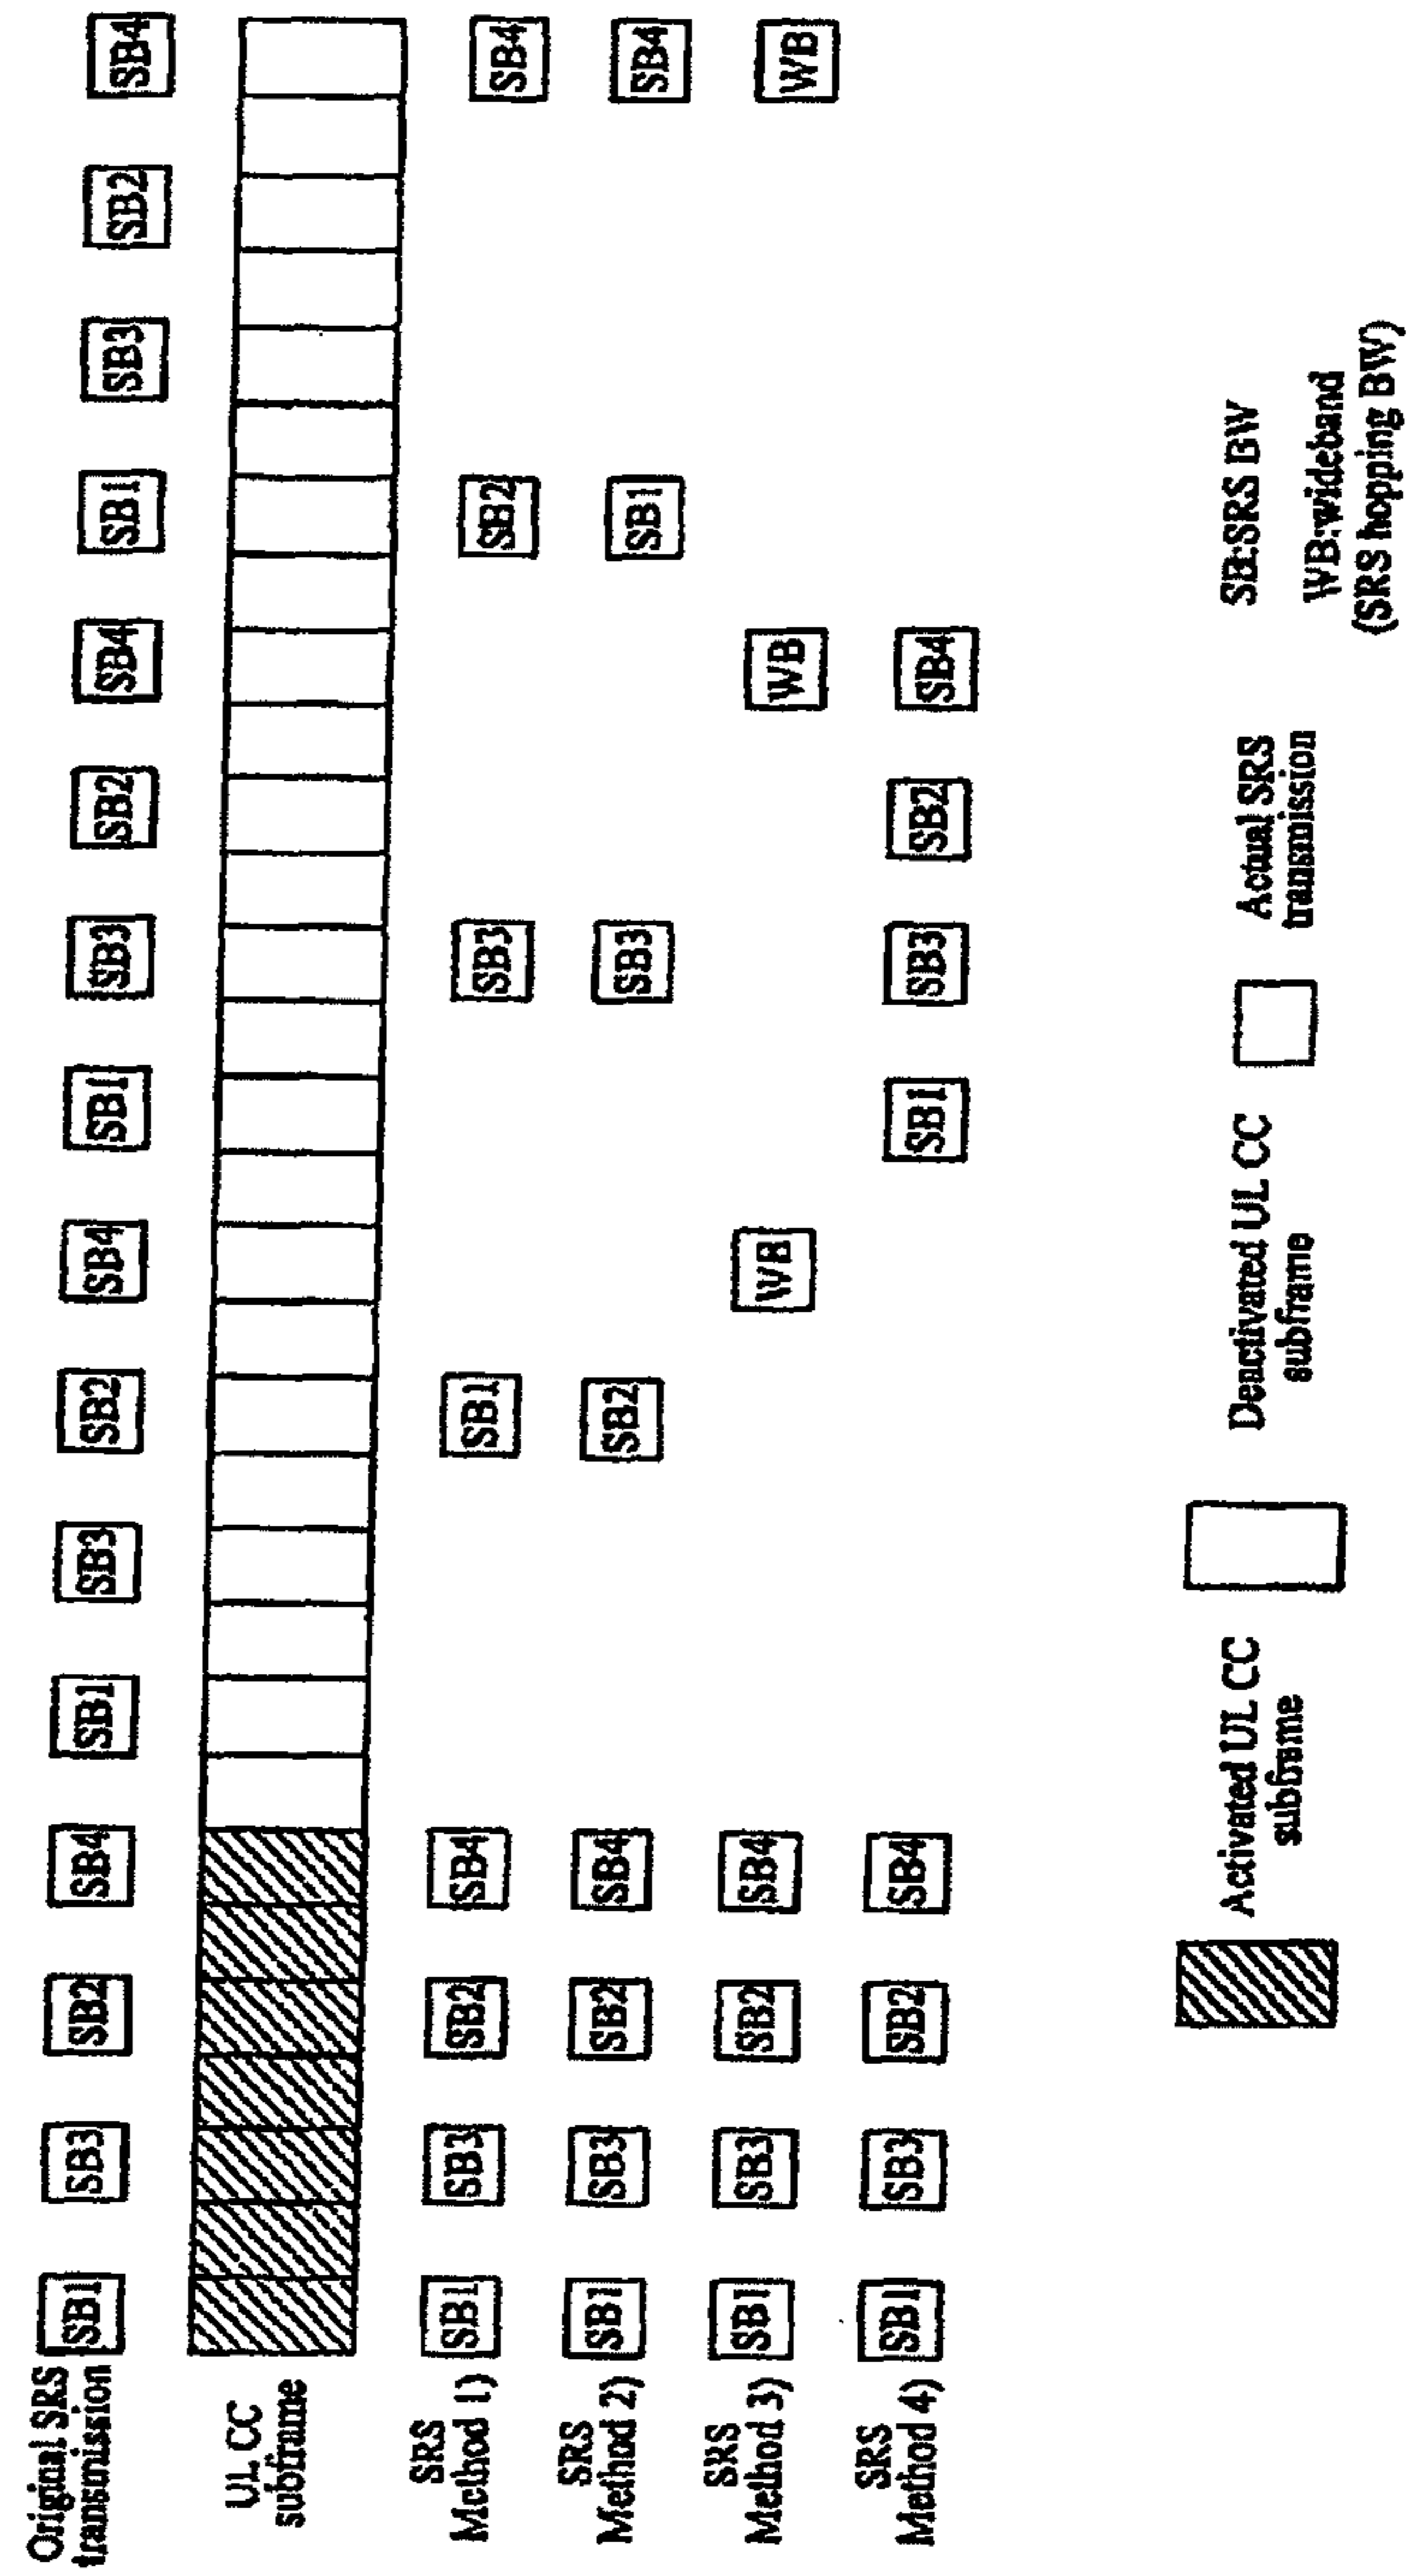 Original SRS
transmission
SB1 SB3 SB2 SB4 SB1 SB3 SB2 SB4 SB1 SB3 SB2 SB4 SB1 SB3 SB2 SB4
UL CC
subframe
SRS
Method 1)
SB1 SB3 SB2 SB4 SB1 SB3 SB2 SB4
SRS
Method 2)
SB1 SB3 SB2 SB4 SB2 SB3 SB1 SB4
SRS
Method 3)
SB1 SB3 SB2 SB4 WB WB WB
SRS
Method 4)
SB1 SB3 SB2 SB4 SB1 SB3 SB2 SB4
Activated UL CC
subframe
Deactivated UL CC
subframe
Actual SRS
transmission
SB:SRS BW
WB:wideband
(SRS hopping BW)